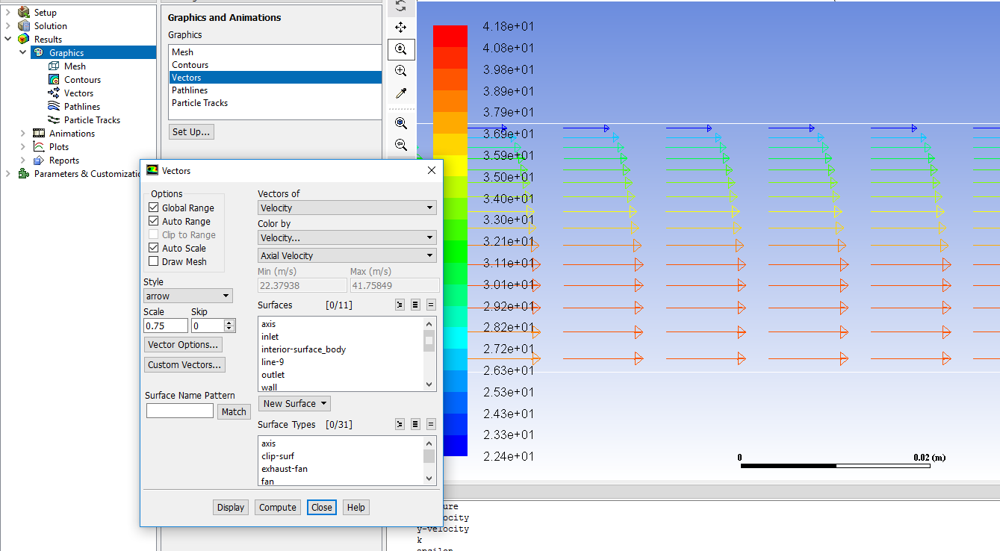 Setup
Solution
Results
Graphics
Mesh
Contours
Vectors
Pathlines
Particle Tracks
Animations
Plots
Reports
Parameters & Customizatio
Graphics and Animations
Graphics
Mesh
Contours
Vectors
Pathlines
Particle Tracks
Set Up...
Vectors
Options
Global Range
Auto Range
Clip to Range
Auto Scale
Draw Mesh
Style
arrow
Scale Skip
0.75 0
Vector Options...
Custom Vectors...
Surface Name Pattern
Match
Vectors of
Velocity
Color by
Velocity...
Axial Velocity
Min (m/s) Max (m/s)
22.37938 41.75849
Surfaces [0/11]
axis
inlet
interior-surface_body
line-9
outlet
wall
New Surface
Surface Types [0/31]
axis
clip-surf
exhaust-fan
fan
Display Compute Close Help
4.18e+01
4.08e+01
3.98e+01
3.89e+01
3.79e+01
3.69e+01
3.59e+01
3.50e+01
3.40e+01
3.30e+01
3.21e+01
3.11e+01
3.01e+01
2.92e+01
2.82e+01
2.72e+01
2.63e+01
2.53e+01
2.43e+01
2.33e+01
2.24e+01
0 0.02 (m)
ure
ocity
y-velocity
k
epsilon